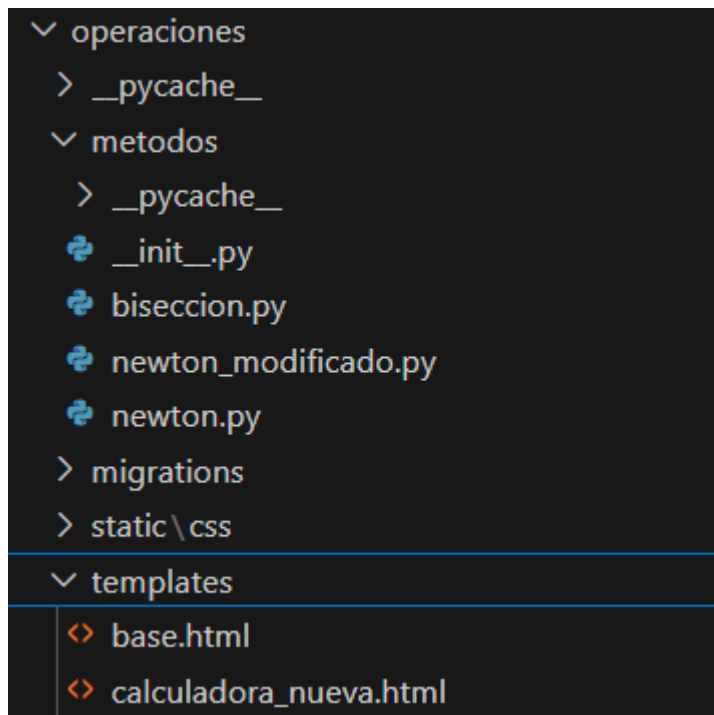 operaciones
__pycache__
metodos
__pycache__
__init__.py
biseccion.py
newton_modificado.py
newton.py
migrations
static\css
templates
base.html
calculadora_nueva.html